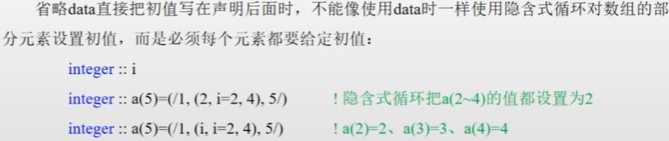 省略data直接把初值写在声明后面时，不能像使用data时一样使用隐含式循环对数组的部
分元素设置初值，而是必须每个元素都要给定初值：
integer :: i
integer :: a(5)=(/1, (2, i=2, 4), 5/) ! 隐含式循环把a(2~4)的值都设置为2
integer :: a(5)=(/1, (i, i=2, 4), 5/) ! a(2)=2、a(3)=3、a(4)=4